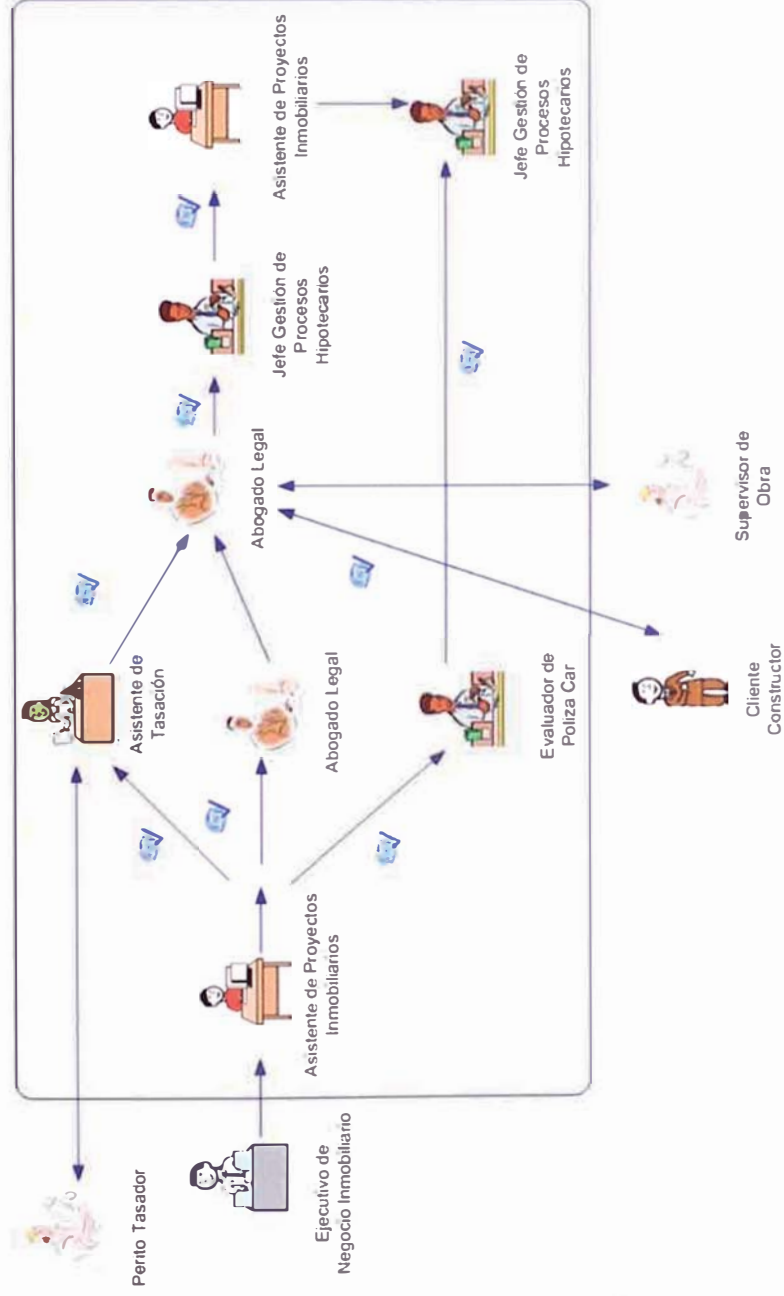 Perito Tasador
Ejecutivo de
Negocio Inmobiliario
Asistente de Proyectos
Inmobiliarios
Asistente de
Tasación
Abogado Legal
Evaluador de
Poliza Car
Abogado Legal
Jefe Gestión de
Procesos
Hipotecarios
Asistente de Proyectos
Inmobiliarios
Jefe Gestión de
Procesos
Hipotecarios
Cliente
Constructor
Supervisor de
Obra